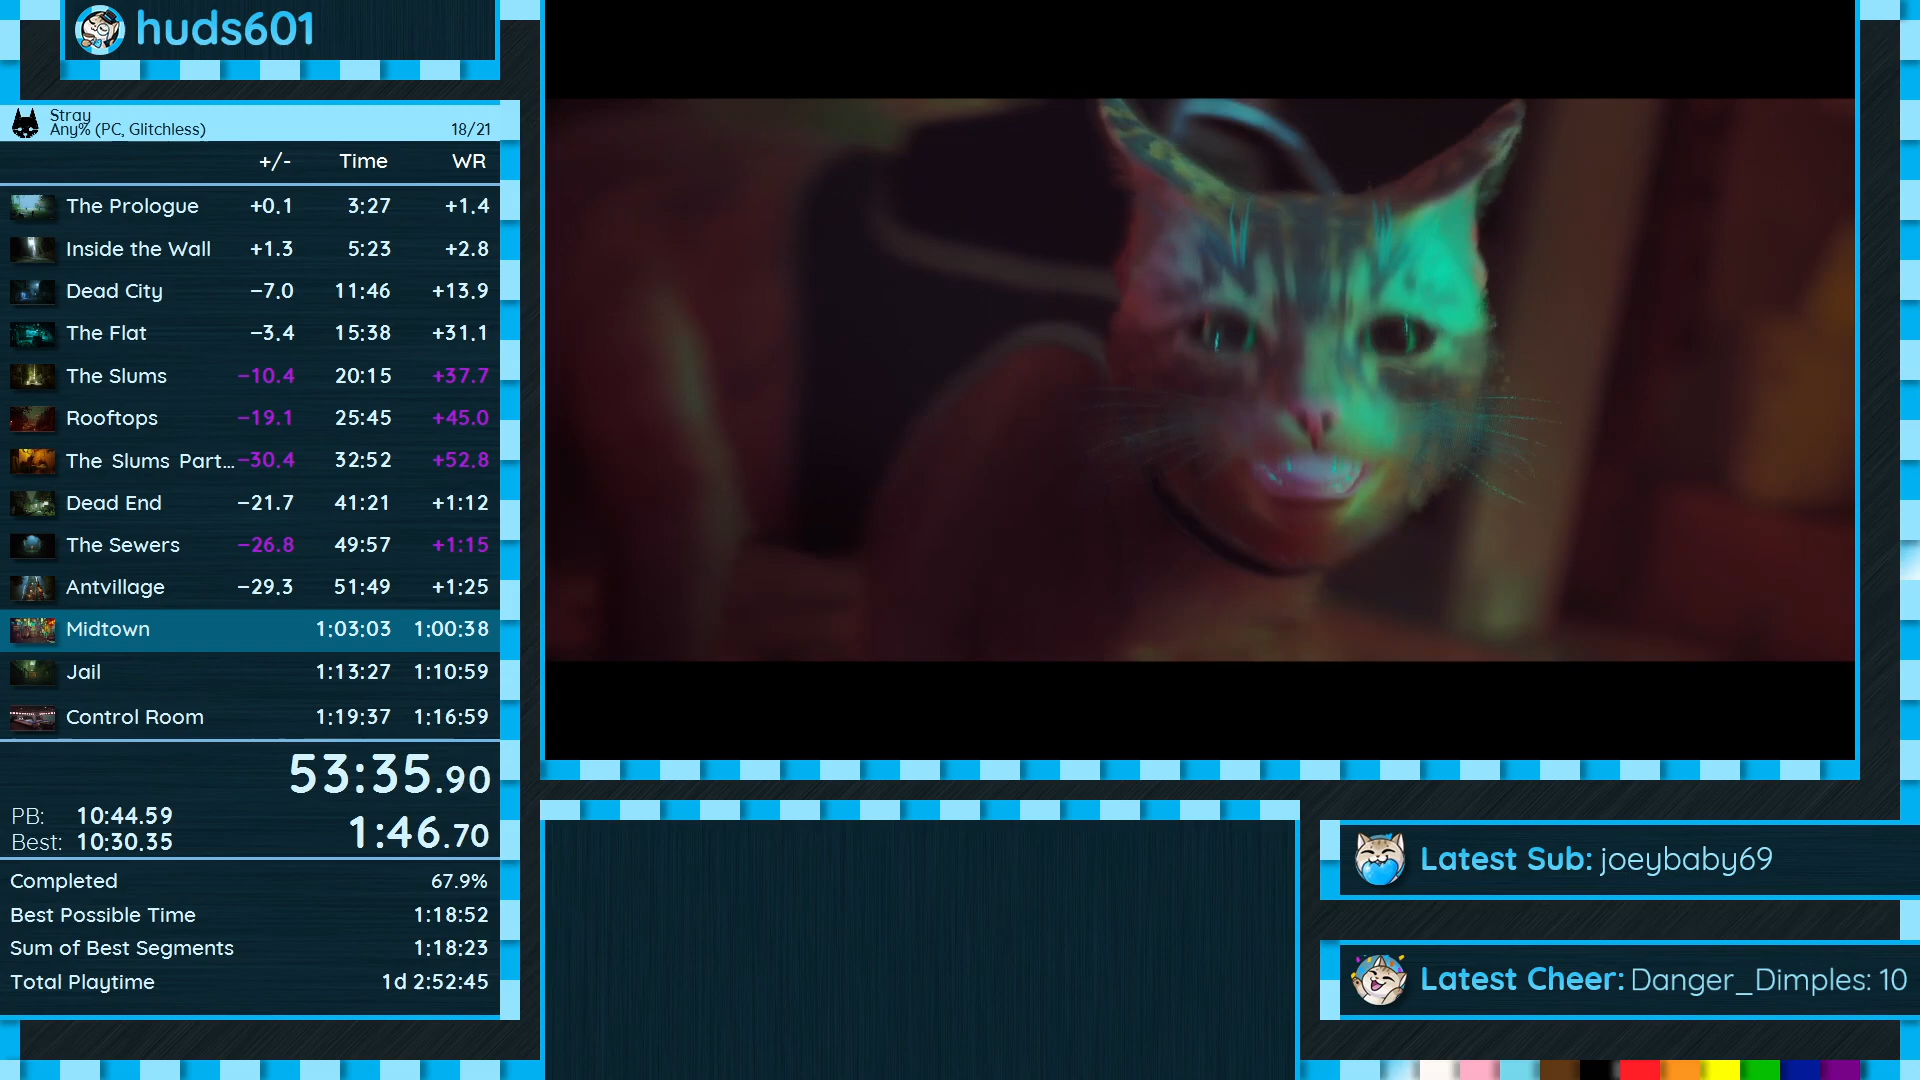 huds601
Stray
Any% (PC, Glitchless) 18/21
+/- Time WR
The Prologue +0.1 3:27 +1.4
Inside the Wall +1.3 5:23 +2.8
Dead City −7.0 11:46 +13.9
The Flat −3.4 15:38 +31.1
The Slums −10.4 20:15 +37.7
Rooftops −19.1 25:45 +45.0
The Slums Part... −30.4 32:52 +52.8
Dead End −21.7 41:21 +1:12
The Sewers −26.8 49:57 +1:15
Antvillage −29.3 51:49 +1:25
Midtown 1:03:03 1:00:38
Jail 1:13:27 1:10:59
Control Room 1:19:37 1:16:59
53:35.90
PB: 10:44.59
Best: 10:30.35
1:46.70
Completed 67.9%
Best Possible Time 1:18:52
Sum of Best Segments 1:18:23
Total Playtime 1d 2:52:45
Latest Sub: joeybaby69
Latest Cheer: Danger_Dimples: 10